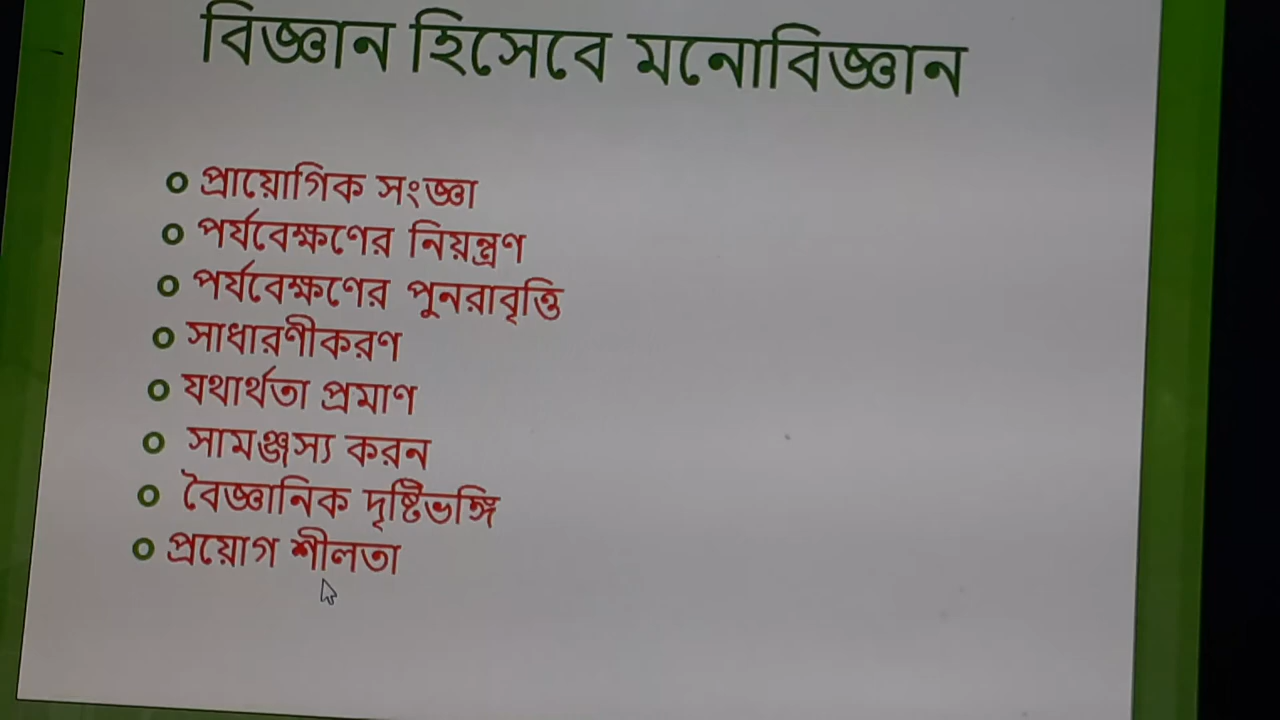 বিজ্ঞান হিসেবে মনোবিজ্ঞান
প্রায়োগিক সংজ্ঞা
পর্যবেক্ষণের নিয়ন্ত্রণ
পর্যবেক্ষণের পুনরাবৃত্তি
সাধারণীকরণ
যথার্থতা প্রমাণ
সামঞ্জস্য করন
বৈজ্ঞানিক দৃষ্টিভঙ্গি
প্রয়োগ শীলতা